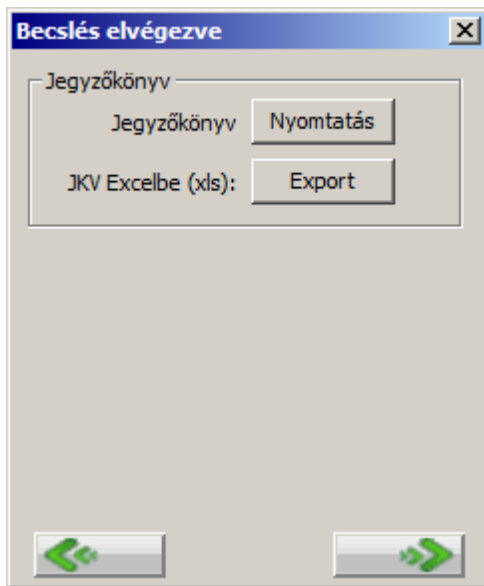 Becslés elvégezve
Jegyzőkönyv
Jegyzőkönyv Nyomtatás
JKV Excelbe (xls): Export